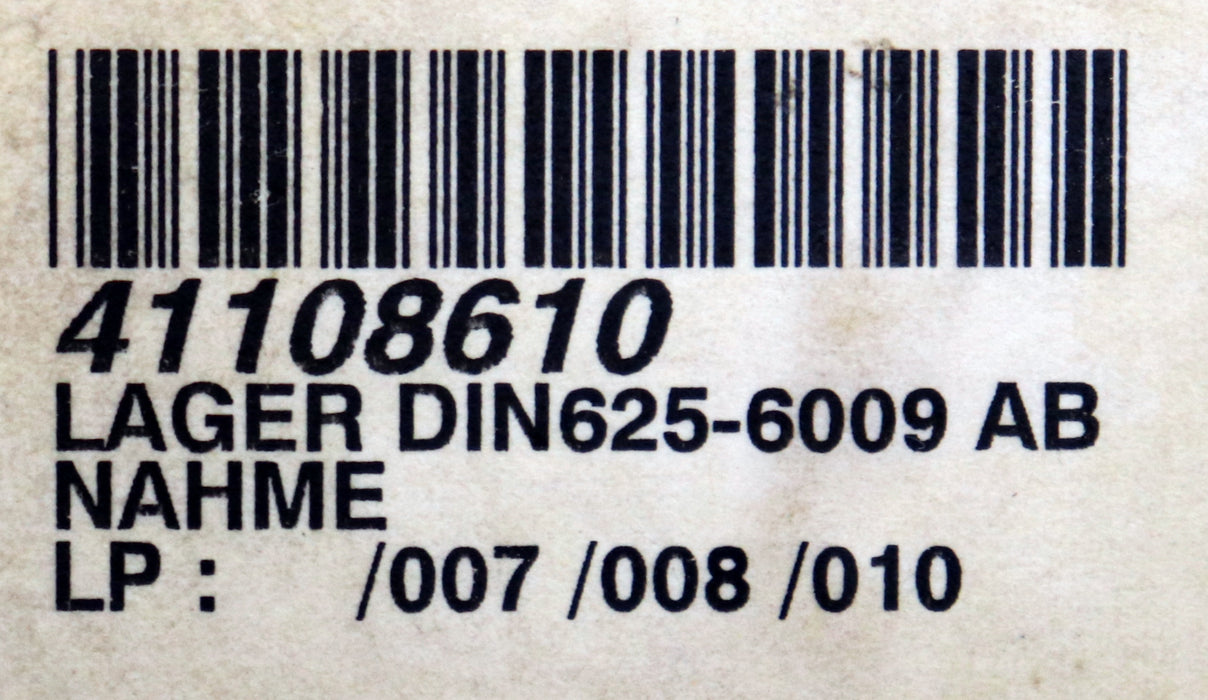 41108610
LAGER DIN625-6009 AB
NAHME
LP : /007 /008 /010